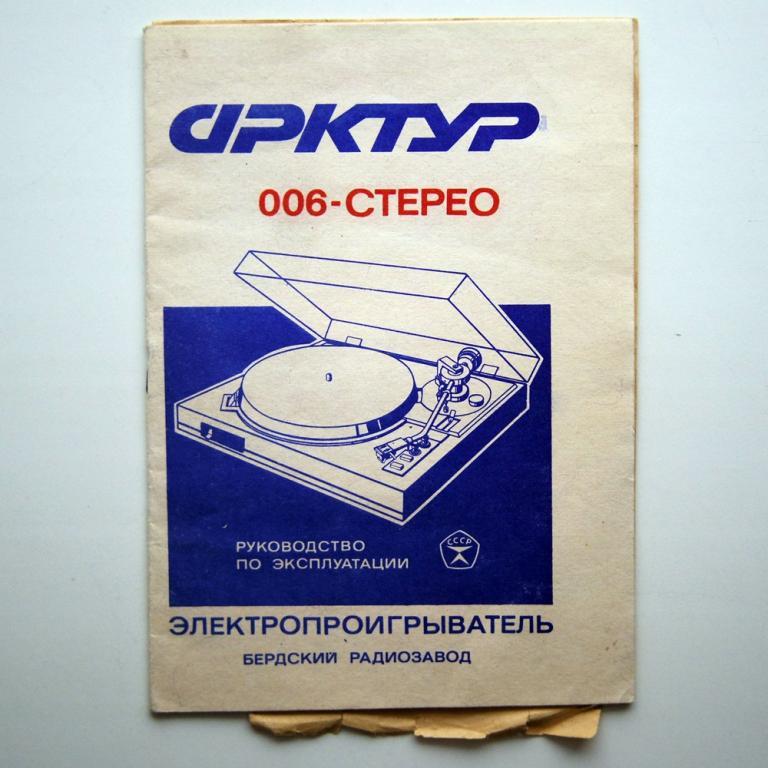 АРКТУР
006-СТЕРЕО
РУКОВОДСТВО
ПО ЭКСПЛУАТАЦИИ
СССР
ЭЛЕКТРОПРОИГРЫВАТЕЛЬ
БЕРДСКИЙ РАДИОЗАВОД